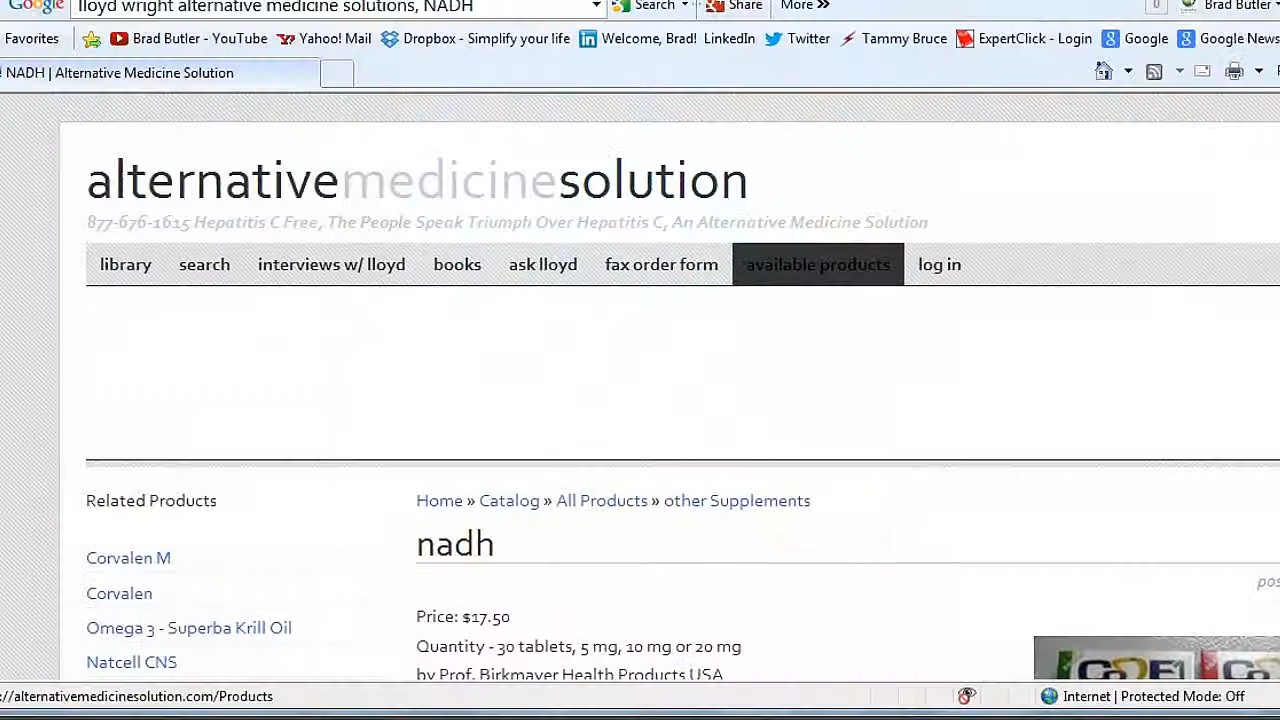 Google lloyd wright alternative medicine solutions, NADH Search Share More » 0 Brad Butler
Favorites Brad Butler - YouTube Yahoo! Mail Dropbox - Simplify your life Welcome, Brad! LinkedIn Twitter Tammy Bruce ExpertClick - Login Google Google News
NADH | Alternative Medicine Solution
alternativemedicinesolution
877-676-1615 Hepatitis C Free, The People Speak Triumph Over Hepatitis C, An Alternative Medicine Solution
library search interviews w/ lloyd books ask lloyd fax order form available products log in
Related Products
Home » Catalog » All Products » other Supplements
nadh
Corvalen M
pos
Corvalen
Price: $17.50
Omega 3 - Superba Krill Oil
Quantity - 30 tablets, 5 mg, 10 mg or 20 mg
Natcell CNS
by Prof. Birkmayer Health Products USA
://alternativemedicinesolution.com/Products Internet | Protected Mode: Off